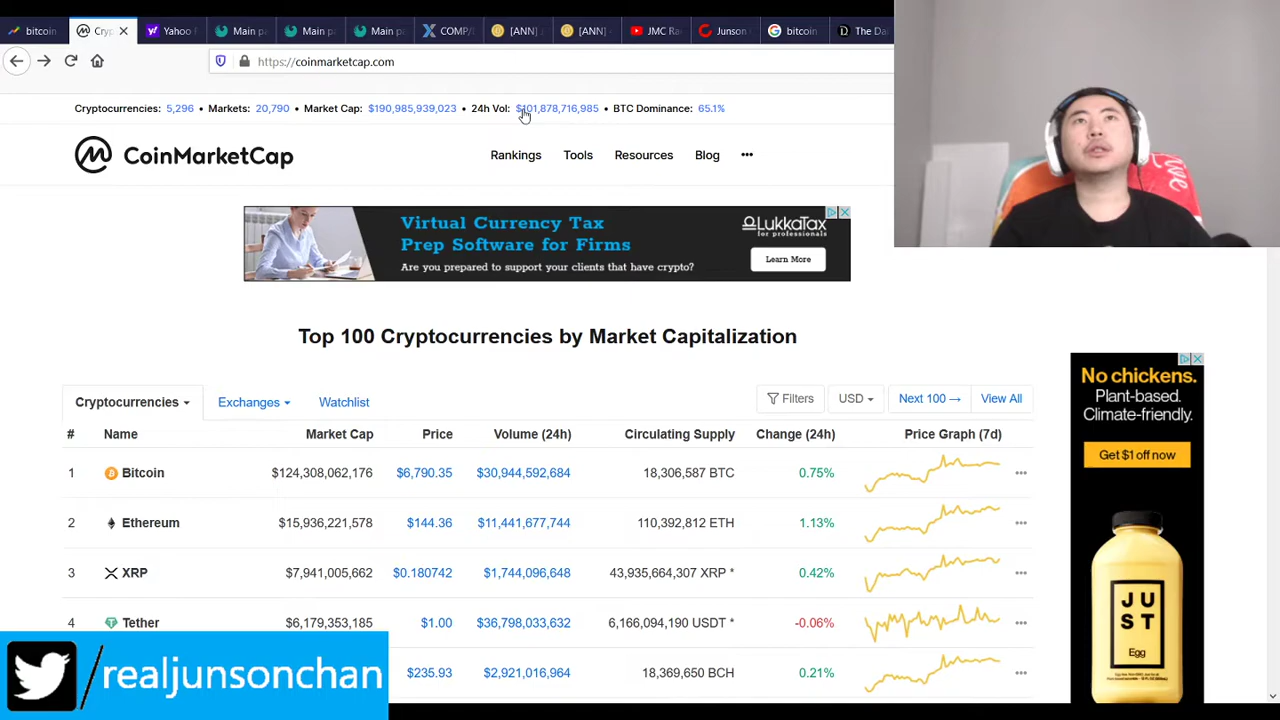 bitcoin
Cryp
Yahoo F
Main p
Main p
Main p
COMP/
[ANN]
[ANN]
JMC Ra
Junson C
bitcoin
The Da
https://coinmarketcap.com
Cryptocurrencies: 5,296 • Markets: 20,790 • Market Cap: $190,985,939,023 • 24h Vol: $101,878,716,985 • BTC Dominance: 65.1%
CoinMarketCap
Rankings Tools Resources Blog •••
Virtual Currency Tax
Prep Software for Firms
Are you prepared to support your clients that have crypto?
LukkaTax
for professionals
Learn More
Top 100 Cryptocurrencies by Market Capitalization
Cryptocurrencies Exchanges Watchlist
Filters USD Next 100 → View All
# Name Market Cap Price Volume (24h) Circulating Supply Change (24h) Price Graph (7d)
1 Bitcoin $124,308,062,176 $6,790.35 $30,944,592,684 18,306,587 BTC 0.75%
2 Ethereum $15,936,221,578 $144.36 $11,441,677,744 110,392,812 ETH 1.13%
3 XRP $7,941,005,662 $0.180742 $1,744,096,648 43,935,664,307 XRP * 0.42%
4 Tether $6,179,353,185 $1.00 $36,798,033,632 6,166,094,190 USDT * -0.06%
$235.93 $2,921,016,964 18,369,650 BCH 0.21%
No chickens.
Plant-based.
Climate-friendly.
Get $1 off now
JU
ST
Egg
/realjunsonchan